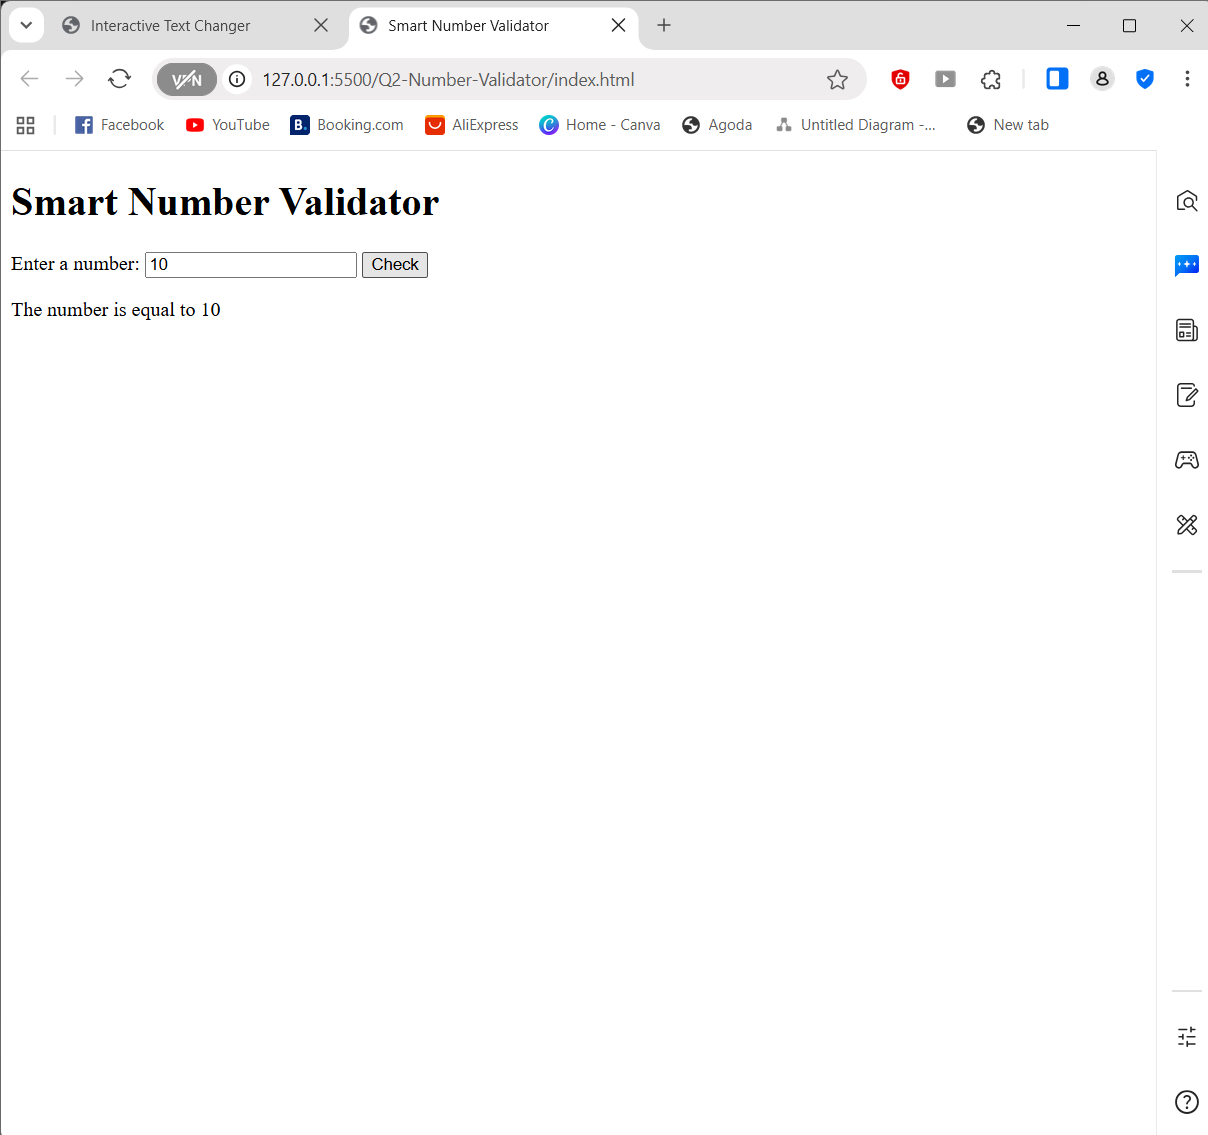 Interactive Text Changer
Smart Number Validator
VPN
127.0.0.1:5500/Q2-Number-Validator/index.html
8
Facebook
YouTube
B.
Booking.com
AliExpress
C
Home - Canva
Agoda
Untitled Diagram -...
New tab
Smart Number Validator
Enter a number: 10 Check
The number is equal to 10